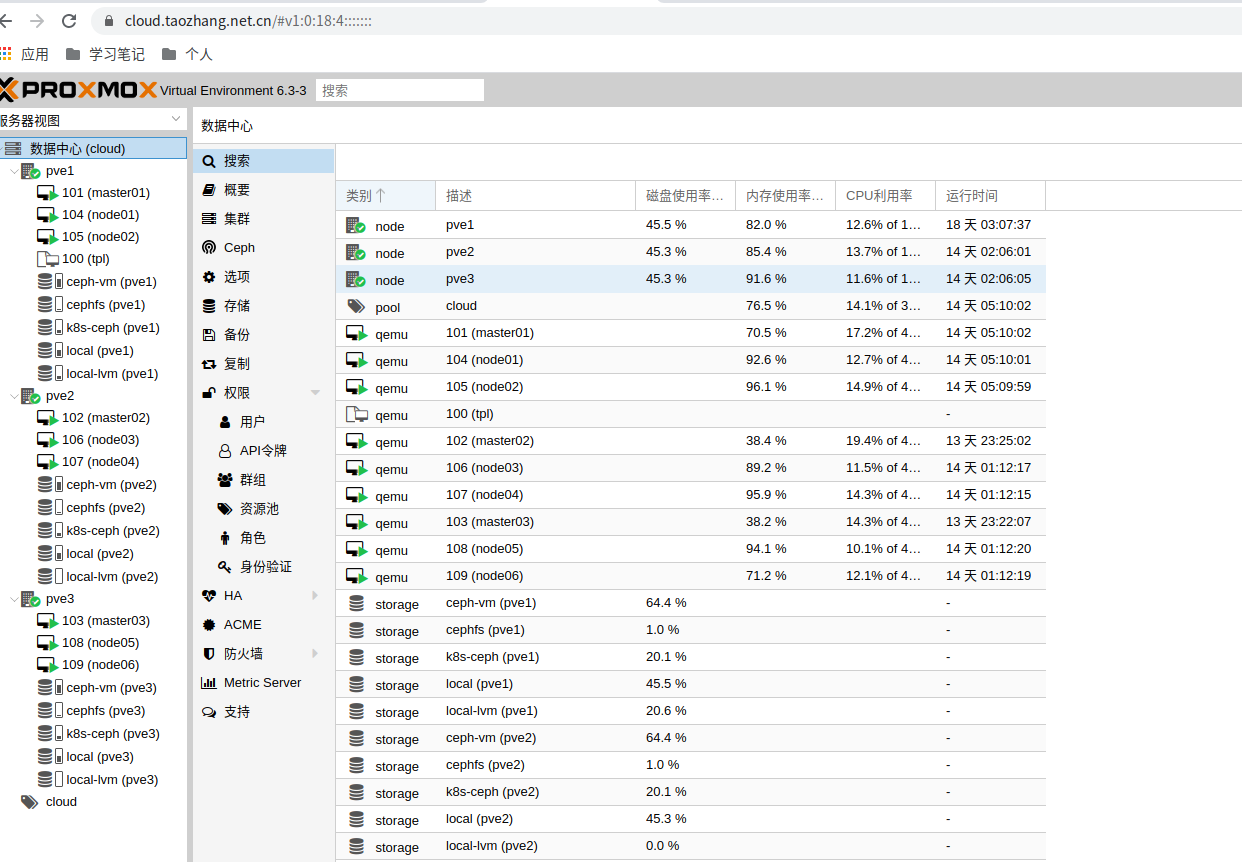 cloud.taozhang.net.cn/#v1:0:18:4:::::::
应用 学习笔记 个人
PROXMOX Virtual Environment 6.3-3 搜索
服务器视图
数据中心 (cloud)
pve1
101 (master01)
104 (node01)
105 (node02)
100 (tpl)
ceph-vm (pve1)
cephfs (pve1)
k8s-ceph (pve1)
local (pve1)
local-lvm (pve1)
pve2
102 (master02)
106 (node03)
107 (node04)
ceph-vm (pve2)
cephfs (pve2)
k8s-ceph (pve2)
local (pve2)
local-lvm (pve2)
pve3
103 (master03)
108 (node05)
109 (node06)
ceph-vm (pve3)
cephfs (pve3)
k8s-ceph (pve3)
local (pve3)
local-lvm (pve3)
cloud
数据中心
搜索
概要
集群
Ceph
选项
存储
备份
复制
权限
用户
API令牌
群组
资源池
角色
身份验证
HA
ACME
防火墙
Metric Server
支持
类别↑ 描述 磁盘使用率... 内存使用率... CPU利用率 运行时间
node pve1 45.5 % 82.0 % 12.6% of 1... 18 天 03:07:37
node pve2 45.3 % 85.4 % 13.7% of 1... 14 天 02:06:01
node pve3 45.3 % 91.6 % 11.6% of 1... 14 天 02:06:05
pool cloud 76.5 % 14.1% of 3... 14 天 05:10:02
qemu 101 (master01) 70.5 % 17.2% of 4... 14 天 05:10:02
qemu 104 (node01) 92.6 % 12.7% of 4... 14 天 05:10:01
qemu 105 (node02) 96.1 % 14.9% of 4... 14 天 05:09:59
qemu 100 (tpl) -
qemu 102 (master02) 38.4 % 19.4% of 4... 13 天 23:25:02
qemu 106 (node03) 89.2 % 11.5% of 4... 14 天 01:12:17
qemu 107 (node04) 95.9 % 14.3% of 4... 14 天 01:12:15
qemu 103 (master03) 38.2 % 14.3% of 4... 13 天 23:22:07
qemu 108 (node05) 94.1 % 10.1% of 4... 14 天 01:12:20
qemu 109 (node06) 71.2 % 12.1% of 4... 14 天 01:12:19
storage ceph-vm (pve1) 64.4 % -
storage cephfs (pve1) 1.0 % -
storage k8s-ceph (pve1) 20.1 % -
storage local (pve1) 45.5 % -
storage local-lvm (pve1) 20.6 % -
storage ceph-vm (pve2) 64.4 % -
storage cephfs (pve2) 1.0 % -
storage k8s-ceph (pve2) 20.1 % -
storage local (pve2) 45.3 % -
storage local-lvm (pve2) 0.0 % -